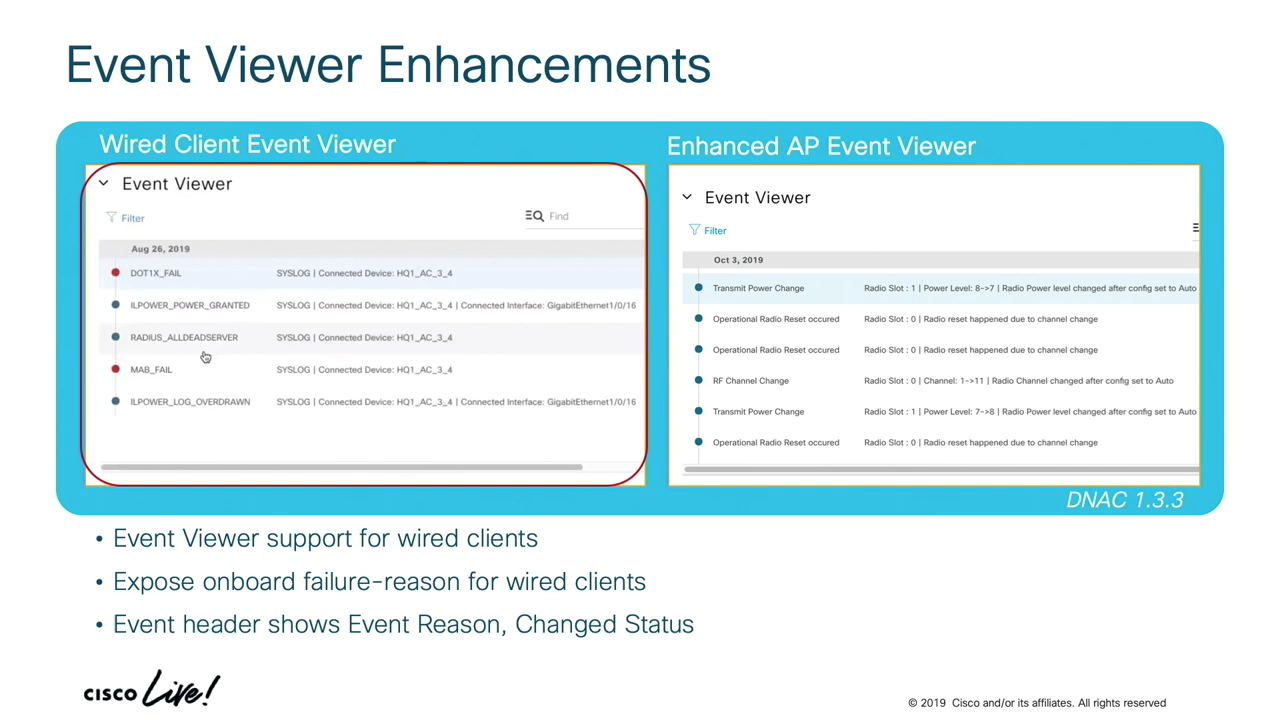 Event Viewer Enhancements
Wired Client Event Viewer
Event Viewer
Filter
Find
Aug 26, 2019
DOT1X_FAIL SYSLOG | Connected Device: HQ1_AC_3_4
ILPOWER_POWER_GRANTED SYSLOG | Connected Device: HQ1_AC_3_4 | Connected Interface: GigabitEthernet1/0/16
RADIUS_ALLDEADSERVER SYSLOG | Connected Device: HQ1_AC_3_4
MAB_FAIL SYSLOG | Connected Device: HQ1_AC_3_4
ILPOWER_LOG_OVERDRAWN SYSLOG | Connected Device: HQ1_AC_3_4 | Connected Interface: GigabitEthernet1/0/16
Enhanced AP Event Viewer
Event Viewer
Filter
Oct 3, 2019
Transmit Power Change Radio Slot : 1 | Power Level: 8->7 | Radio Power level changed after config set to Auto
Operational Radio Reset occured Radio Slot : 0 | Radio reset happened due to channel change
Operational Radio Reset occured Radio Slot : 0 | Radio reset happened due to channel change
RF Channel Change Radio Slot : 0 | Channel: 1->11 | Radio Channel changed after config set to Auto
Transmit Power Change Radio Slot : 1 | Power Level: 7->8 | Radio Power level changed after config set to Auto
Operational Radio Reset occured Radio Slot : 0 | Radio reset happened due to channel change
DNAC 1.3.3
• Event Viewer support for wired clients
• Expose onboard failure-reason for wired clients
• Event header shows Event Reason, Changed Status
CISCO Live!
© 2019 Cisco and/or its affiliates. All rights reserved